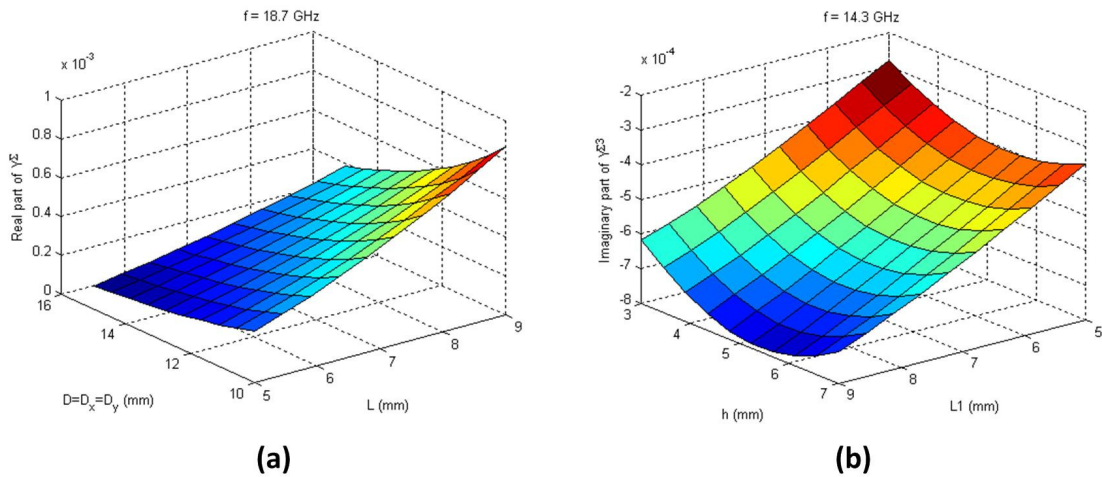 f = 18.7 GHz
x 10^-3
1
0.8
0.6
0.4
0.2
0
Real part of γΣ
16
14
12
10
D=D_x=D_y (mm)
5
6
7
8
9
L (mm)
(a)
f = 14.3 GHz
x 10^-4
-2
-3
-4
-5
-6
-7
-8
Imaginary part of γΣ3
3
4
5
6
7
h (mm)
9
8
7
6
5
L1 (mm)
(b)